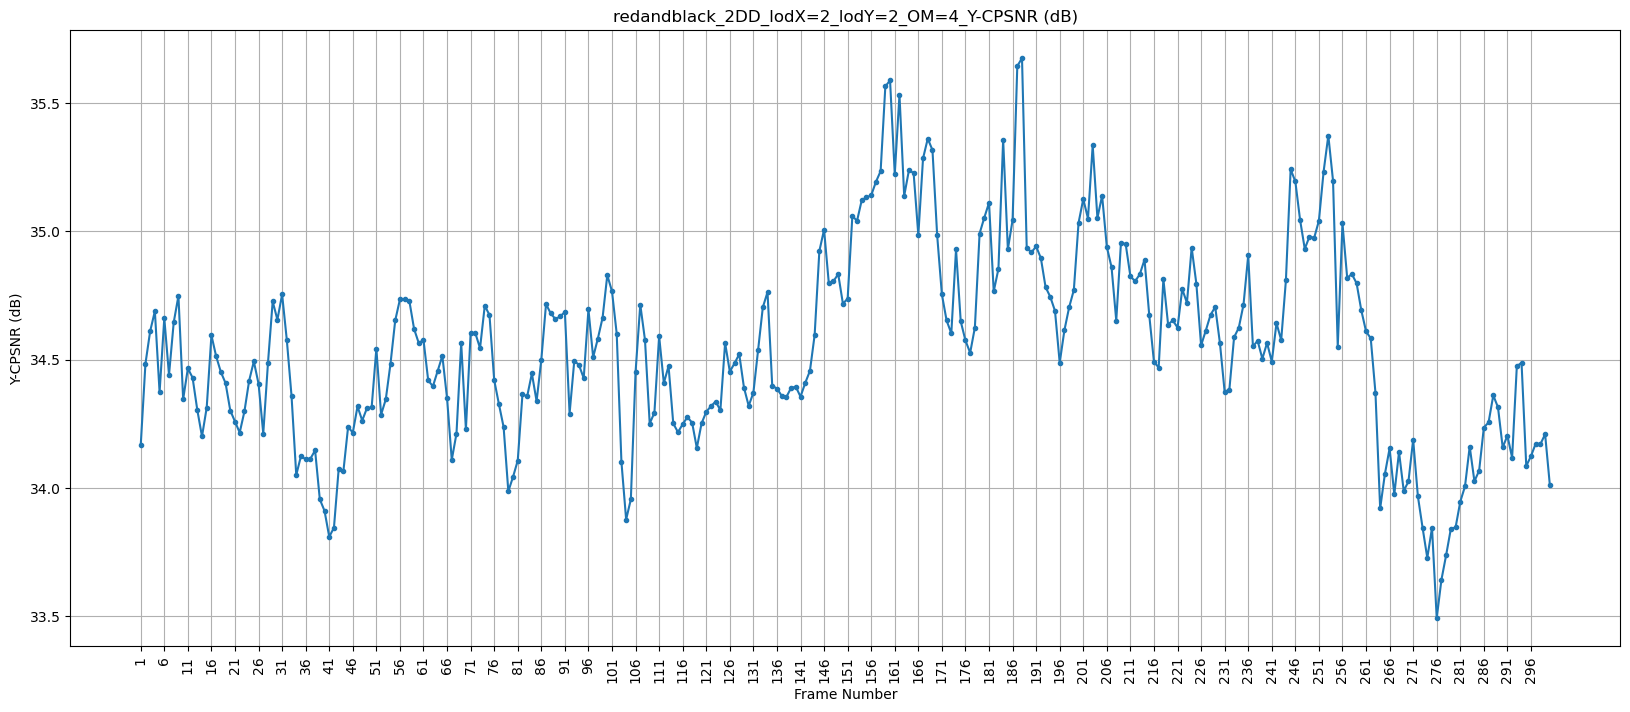 redandblack_2DD_lodX=2_lodY=2_OM=4_Y-CPSNR (dB)
Y-CPSNR (dB)
35.5
35.0
34.5
34.0
33.5
1 6 11 16 21 26 31 36 41 46 51 56 61 66 71 76 81 86 91 96 101 106 111 116 121 126 131 136 141 146 151 156 161 166 171 176 181 186 191 196 201 206 211 216 221 226 231 236 241 246 251 256 261 266 271 276 281 286 291 296
Frame Number